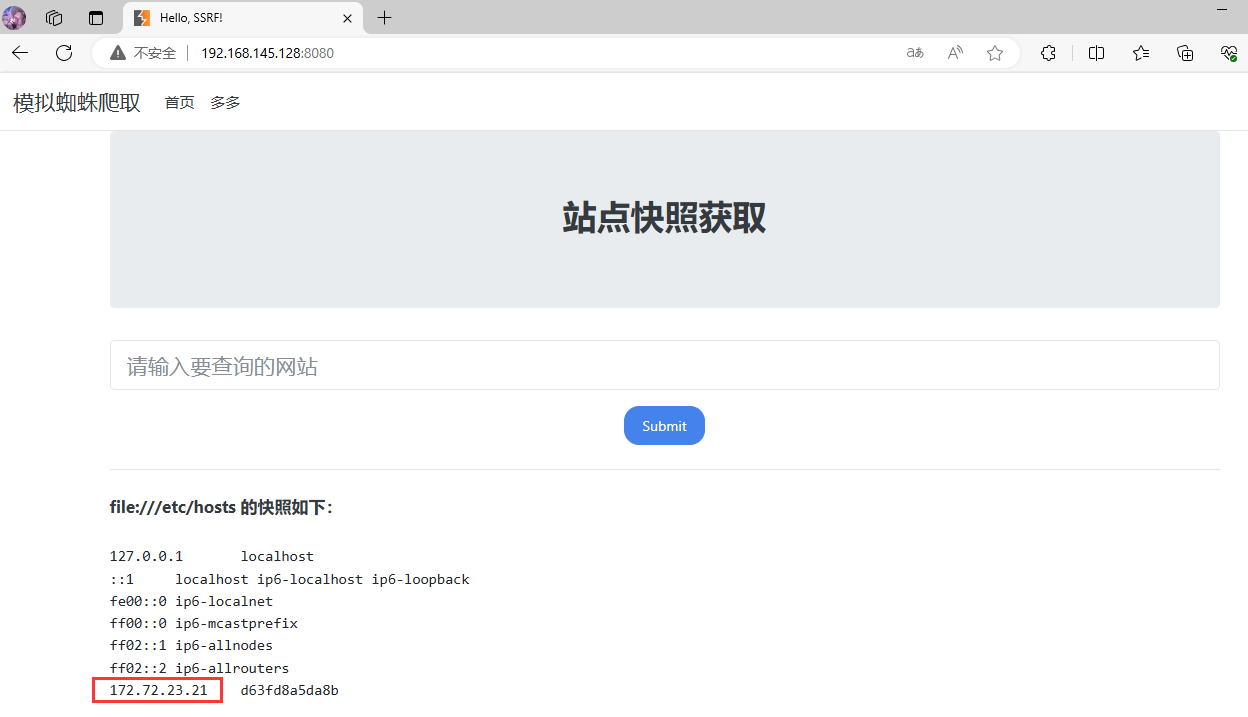 Hello, SSRF!
不安全 192.168.145.128:8080
模拟蜘蛛爬取 首页 多多
站点快照获取
请输入要查询的网站
Submit
file:///etc/hosts 的快照如下：
127.0.0.1 localhost
::1 localhost ip6-localhost ip6-loopback
fe00::0 ip6-localnet
ff00::0 ip6-mcastprefix
ff02::1 ip6-allnodes
ff02::2 ip6-allrouters
172.72.23.21 d63fd8a5da8b